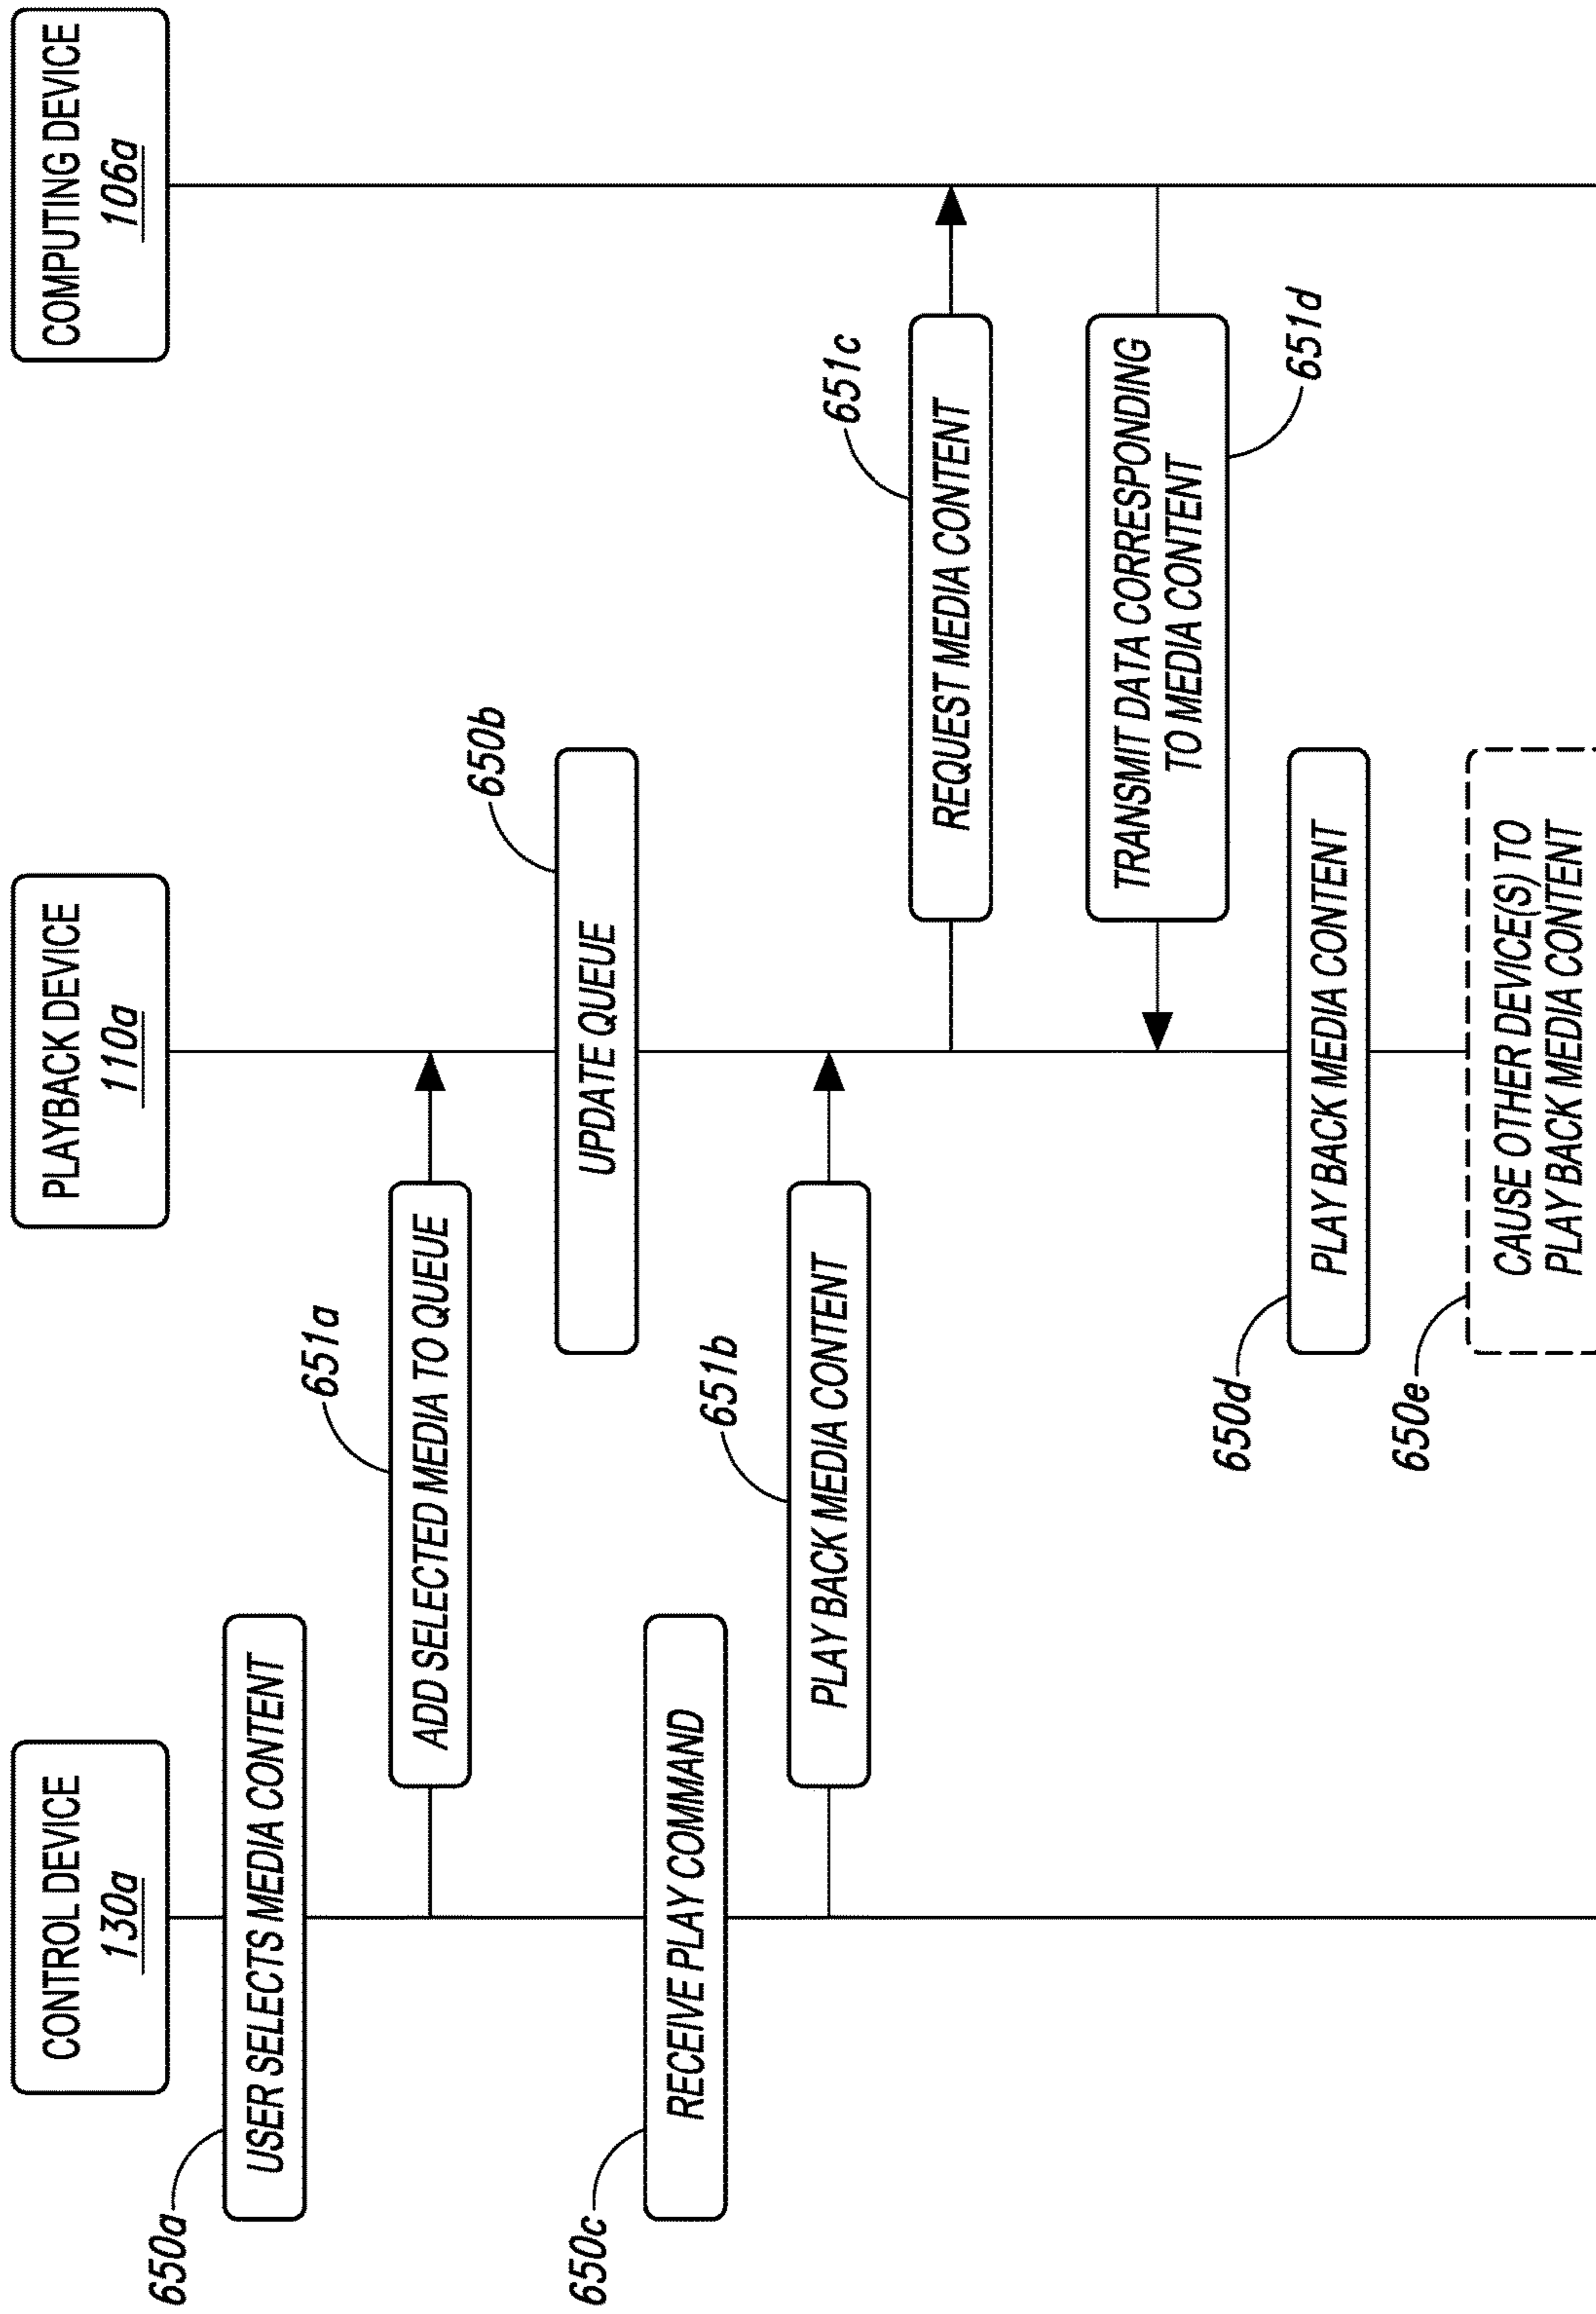 CONTROL DEVICE
130a
PLAYBACK DEVICE
110a
COMPUTING DEVICE
106a
650a
USER SELECTS MEDIA CONTENT
651a
ADD SELECTED MEDIA TO QUEUE
650b
UPDATE QUEUE
650c
RECEIVE PLAY COMMAND
651b
PLAY BACK MEDIA CONTENT
651c
REQUEST MEDIA CONTENT
TRANSMIT DATA CORRESPONDING
TO MEDIA CONTENT
651d
650d
PLAY BACK MEDIA CONTENT
650e
CAUSE OTHER DEVICE(S) TO
PLAY BACK MEDIA CONTENT